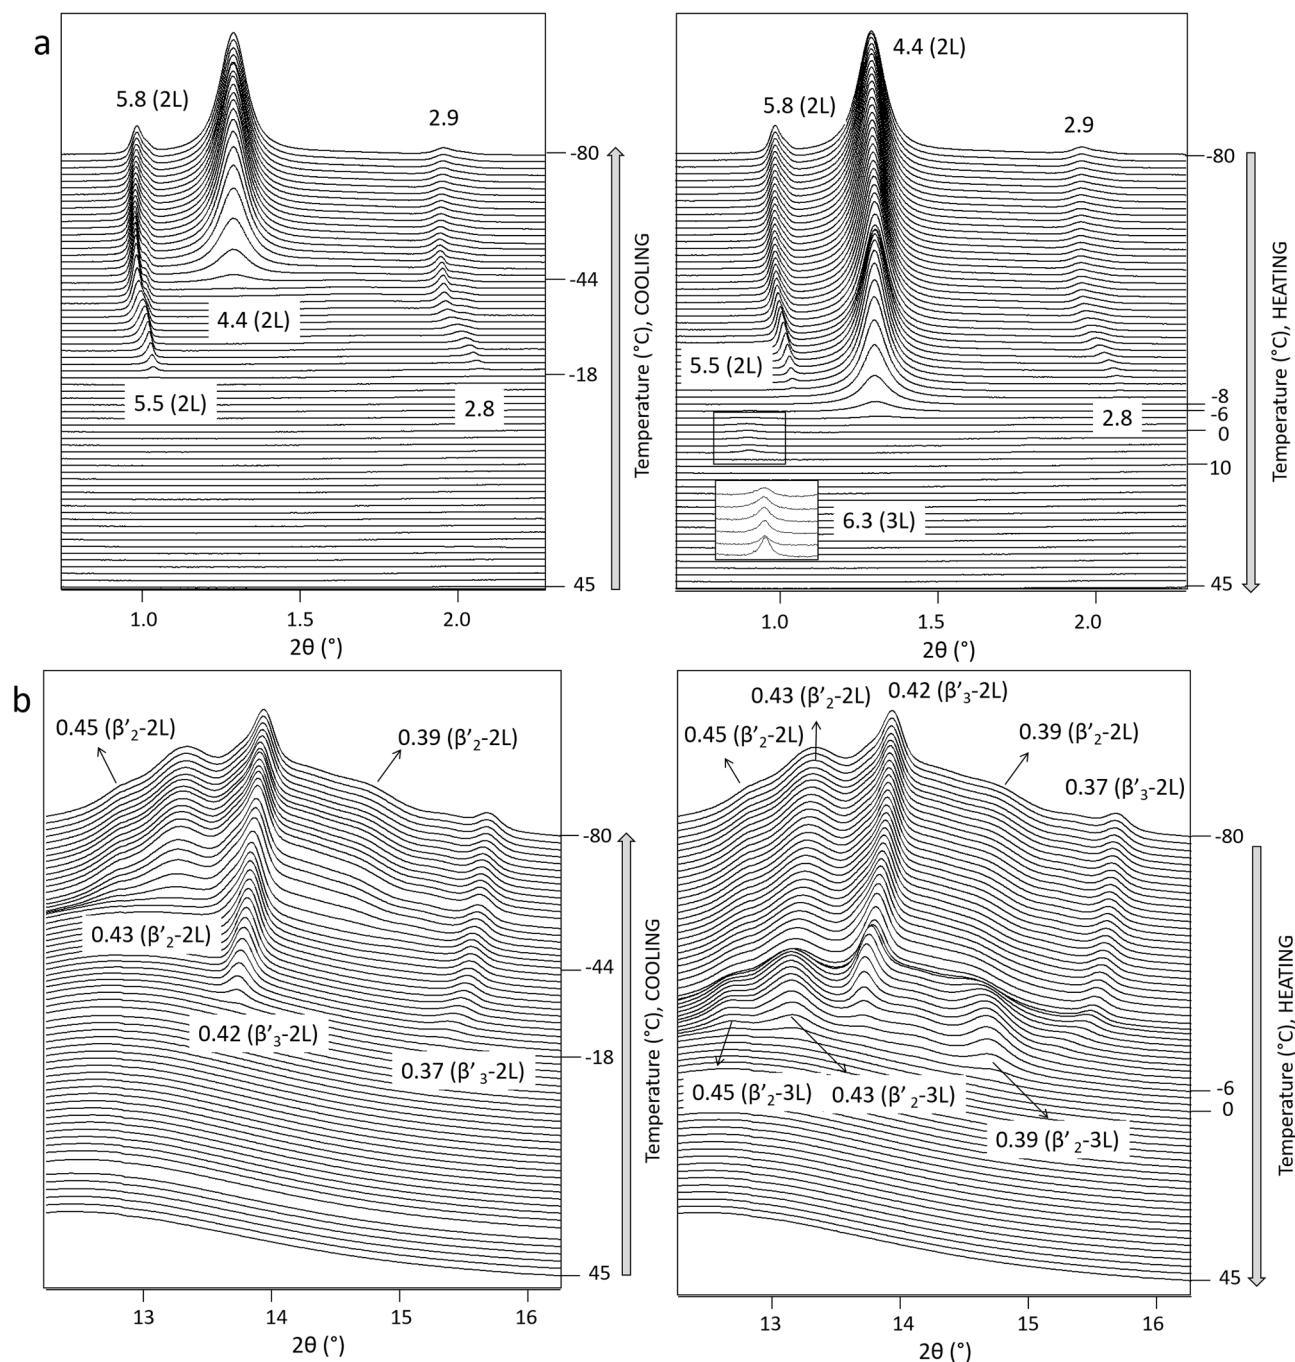 a
5.8 (2L)
2.9
4.4 (2L)
5.5 (2L)
2.8
-80
-44
-18
45
Temperature (°C), COOLING
1.0
1.5
2.0
2θ (°)
4.4 (2L)
5.8 (2L)
2.9
5.5 (2L)
2.8
6.3 (3L)
-80
-8
-6
0
10
45
Temperature (°C), HEATING
1.0
1.5
2.0
2θ (°)
b
0.45 (β’₂-2L)
0.39 (β’₂-2L)
0.43 (β’₂-2L)
0.42 (β’₃-2L)
0.37 (β’₃-2L)
-80
-44
-18
45
Temperature (°C), COOLING
13
14
15
16
2θ (°)
0.43 (β’₂-2L)
0.42 (β’₃-2L)
0.45 (β’₂-2L)
0.39 (β’₂-2L)
0.37 (β’₃-2L)
0.45 (β’₂-3L)
0.43 (β’₂-3L)
0.39 (β’₂-3L)
-80
-6
0
45
Temperature (°C), HEATING
13
14
15
16
2θ (°)